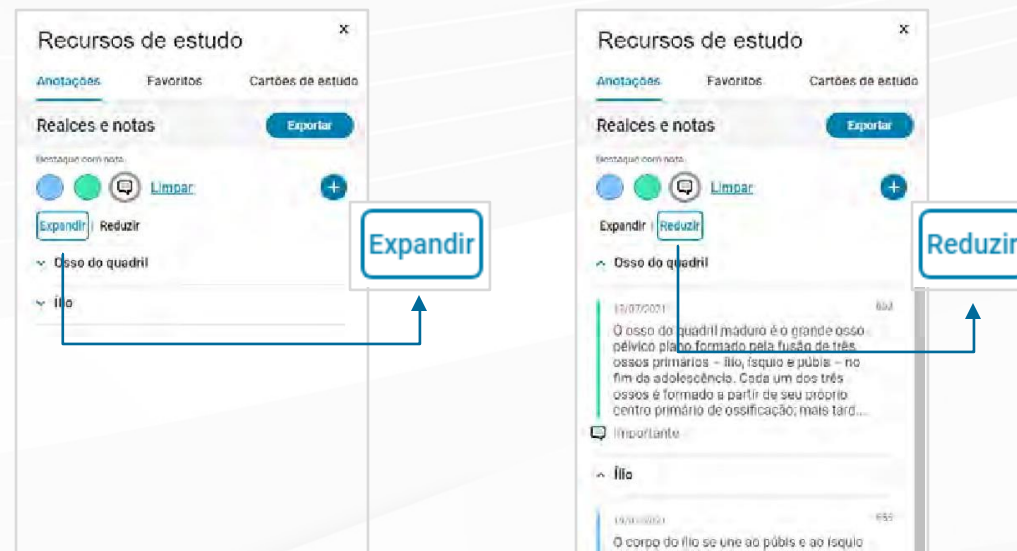 Recursos de estudo
x
Anotações Favoritos Cartões de estudo
Realces e notas Exportar
Destaque com nota
Limpar +
Expandir | Reduzir
Expandir
Osso do quadril
Ílio
Recursos de estudo
x
Anotações Favoritos Cartões de estudo
Realces e notas Exportar
Destaque com nota
Limpar +
Expandir | Reduzir
Reduzir
Osso do quadril
O osso do quadril maduro é o grande osso
pélvico plano formado pela fusão de três
ossos primários – ílio, ísquio e púbis – no
fim da adolescência. Cada um dos três
ossos é formado a partir de seu próprio
centro primário de ossificação; mais tard...
Importante
Ílio
O corpo do ílio se une ao púbis e ao ísquio